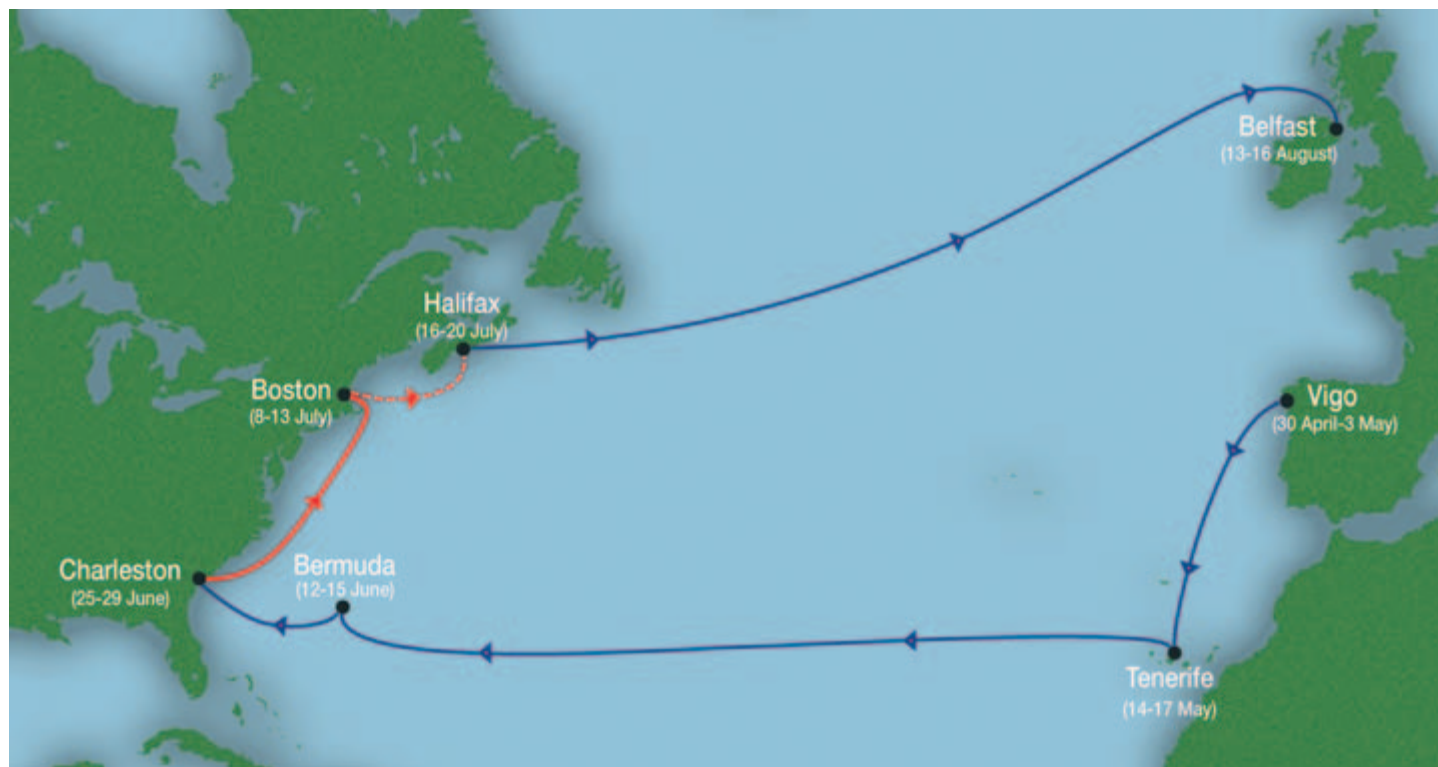 Belfast
(13-16 August)
Halifax
(16-20 July)
Boston
(8-13 July)
Vigo
(30 April-3 May)
Charleston
(25-29 June)
Bermuda
(12-15 June)
Tenerife
(14-17 May)